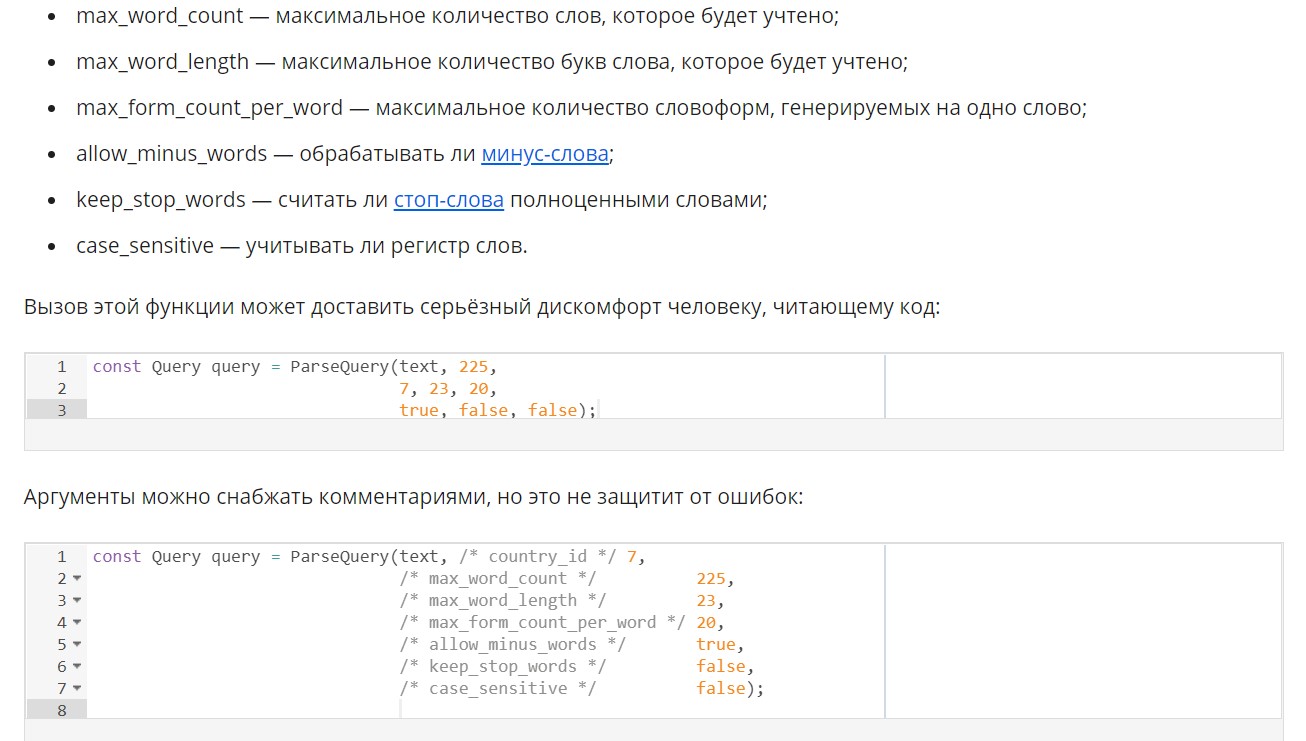 • max_word_count — максимальное количество слов, которое будет учтено;
• max_word_length — максимальное количество букв слова, которое будет учтено;
• max_form_count_per_word — максимальное количество словоформ, генерируемых на одно слово;
• allow_minus_words — обрабатывать ли минус-слова;
• keep_stop_words — считать ли стоп-слова полноценными словами;
• case_sensitive — учитывать ли регистр слов.
Вызов этой функции может доставить серьёзный дискомфорт человеку, читающему код:
1 const Query query = ParseQuery(text, 225,
2 7, 23, 20,
3 true, false, false);
Аргументы можно снабжать комментариями, но это не защитит от ошибок:
1 const Query query = ParseQuery(text, /* country_id */ 7,
2 /* max_word_count */ 225,
3 /* max_word_length */ 23,
4 /* max_form_count_per_word */ 20,
5 /* allow_minus_words */ true,
6 /* keep_stop_words */ false,
7 /* case_sensitive */ false);
8